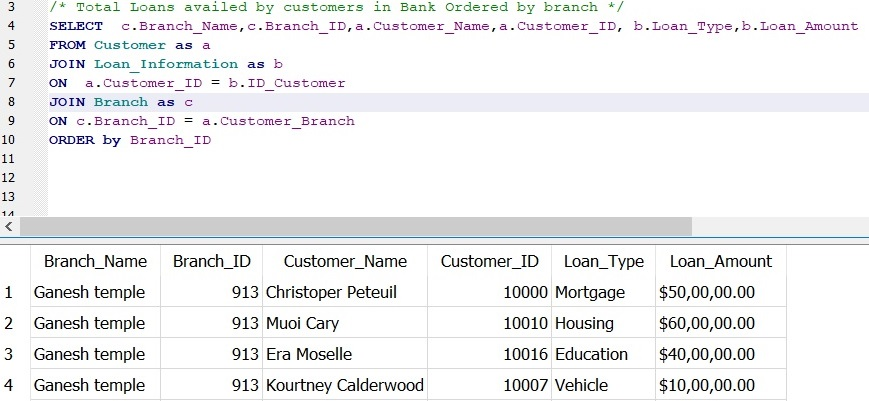 3 /* Total Loans availed by customers in Bank Ordered by branch */
4 SELECT c.Branch_Name,c.Branch_ID,a.Customer_Name,a.Customer_ID, b.Loan_Type,b.Loan_Amount
5 FROM Customer as a
6 JOIN Loan_Information as b
7 ON a.Customer_ID = b.ID_Customer
8 JOIN Branch as c
9 ON c.Branch_ID = a.Customer_Branch
10 ORDER by Branch_ID
11
12
13
14
Branch_Name Branch_ID Customer_Name Customer_ID Loan_Type Loan_Amount
1 Ganesh temple 913 Christoper Peteuil 10000 Mortgage $50,00,00.00
2 Ganesh temple 913 Muoi Cary 10010 Housing $60,00,00.00
3 Ganesh temple 913 Era Moselle 10016 Education $40,00,00.00
4 Ganesh temple 913 Kourtney Calderwood 10007 Vehicle $10,00,00.00